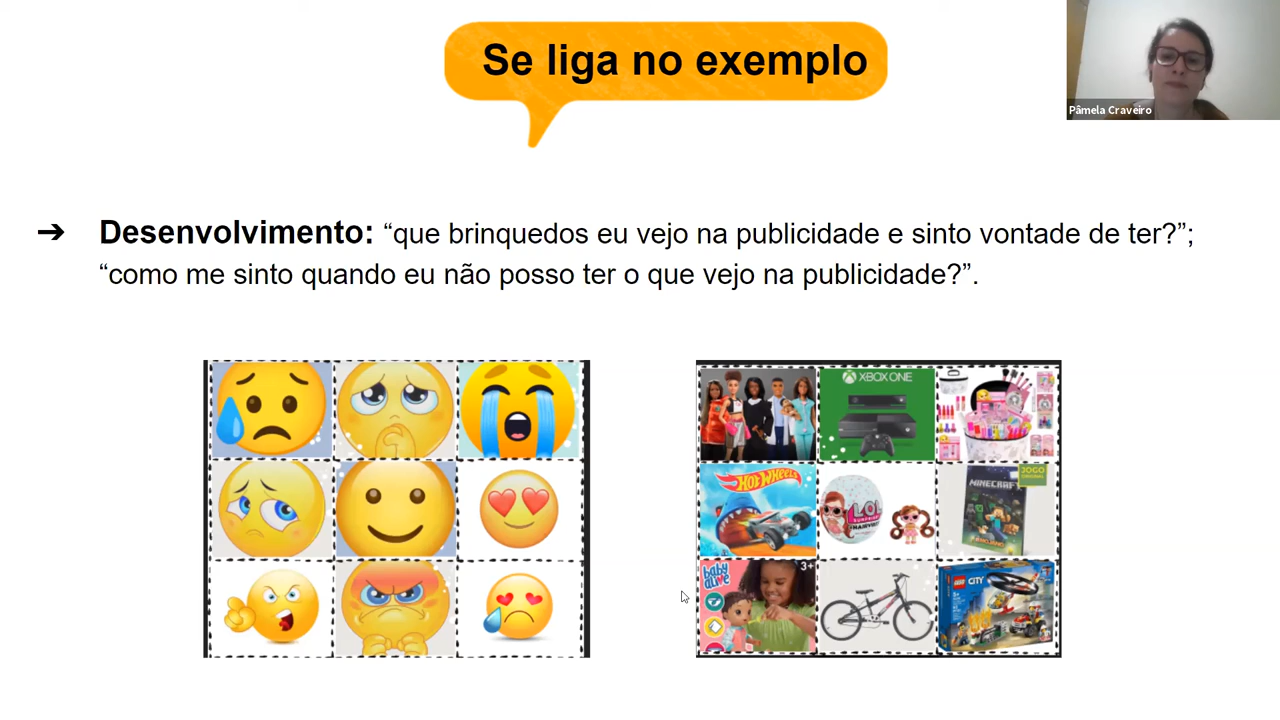 Se liga no exemplo
Pâmela Craveiro
➔ Desenvolvimento: “que brinquedos eu vejo na publicidade e sinto vontade de ter?”;
“como me sinto quando eu não posso ter o que vejo na publicidade?”.
XBOX ONE
HOT WHEELS
LOL
SURPRISE
MINECRAFT
JOGO
baby
alive
3+
LEGO CITY